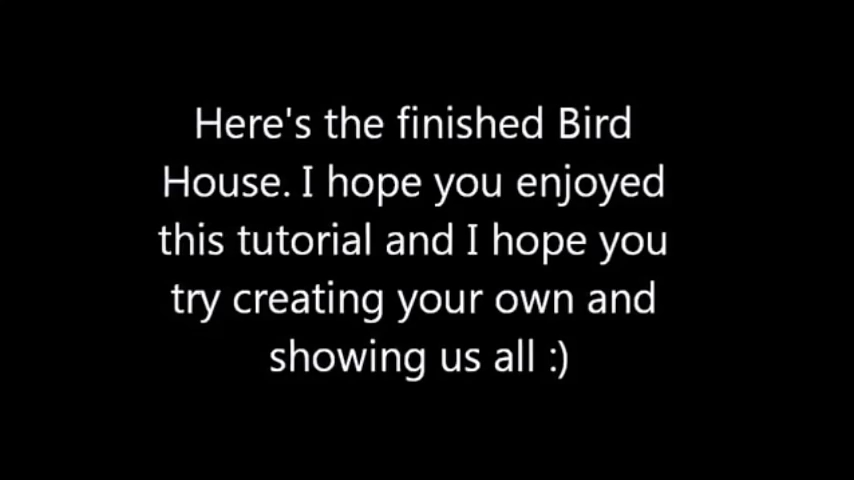 Here's the finished Bird
House. I hope you enjoyed
this tutorial and I hope you
try creating your own and
showing us all :)